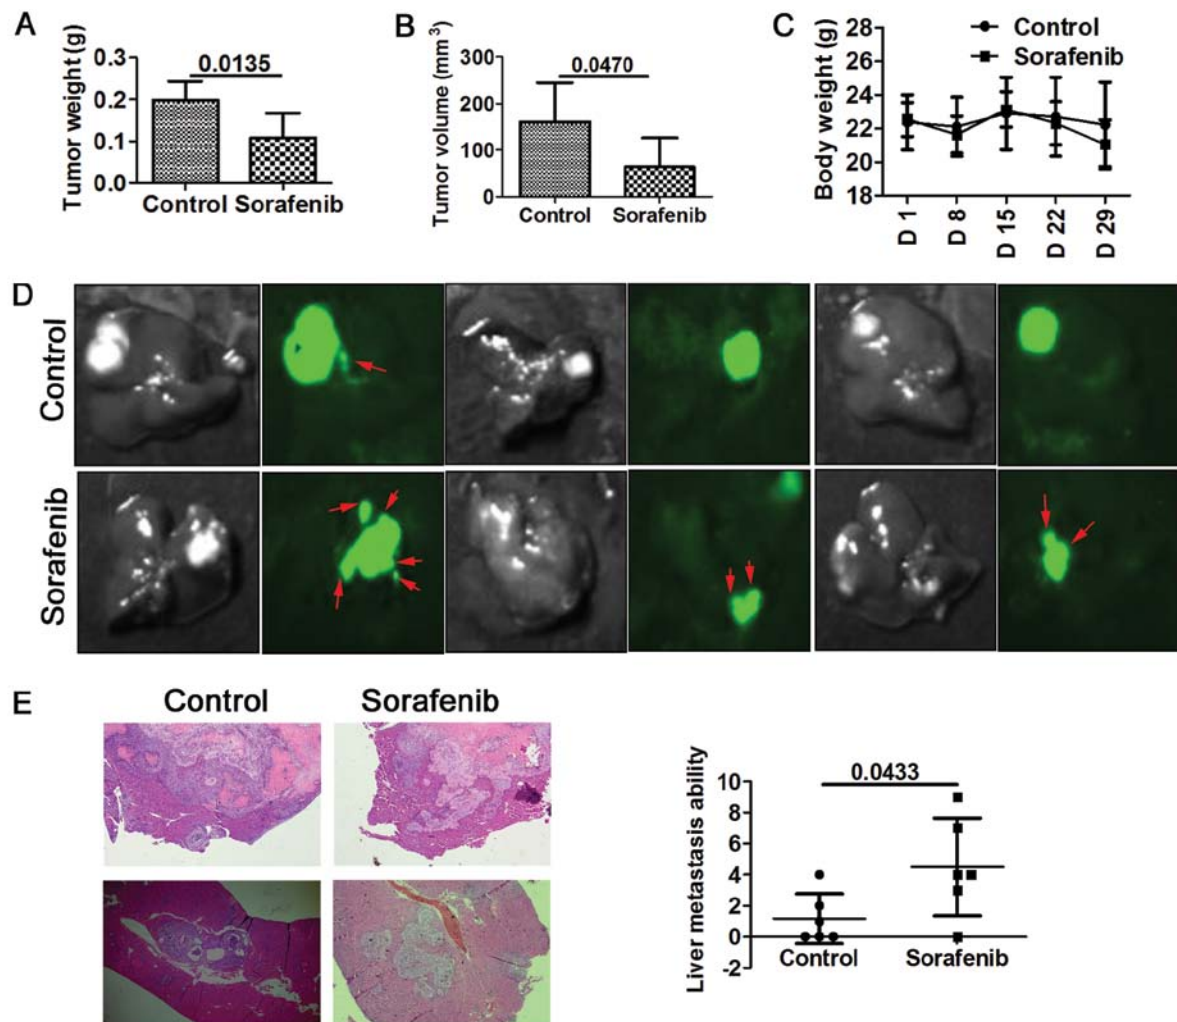 A
Tumor weight (g)
0.3
0.2
0.1
0.0
0.0135
Control Sorafenib
B
Tumor volume (mm³)
300
200
100
0
0.0470
Control Sorafenib
C
Body weight (g)
28
26
24
22
20
18
Control
Sorafenib
D 1
D 8
D 15
D 22
D 29
D
Control
Sorafenib
E
Control Sorafenib
Liver metastasis ability
10
8
6
4
2
0
-2
0.0433
Control Sorafenib